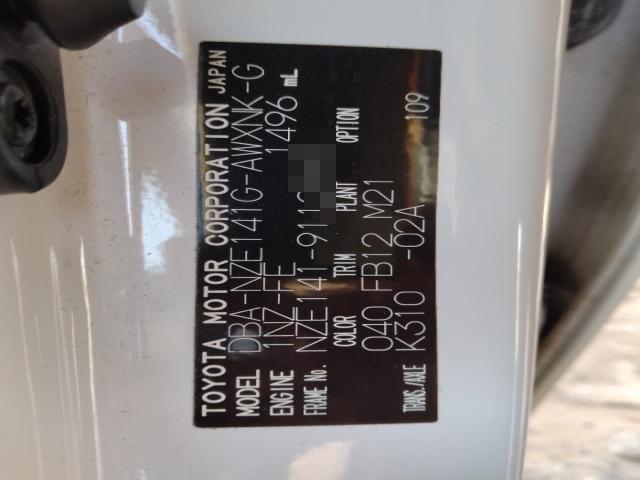 TOYOTA MOTOR CORPORATION JAPAN
MODEL DBA-NZE141G-AWXNK-G
ENGINE 1NZ-FE 1496 mL
FRAME No. NZE141-911
COLOR TRIM PLANT OPTION
040 FB12 M21
TRANS./AXLE K310 -02A 109